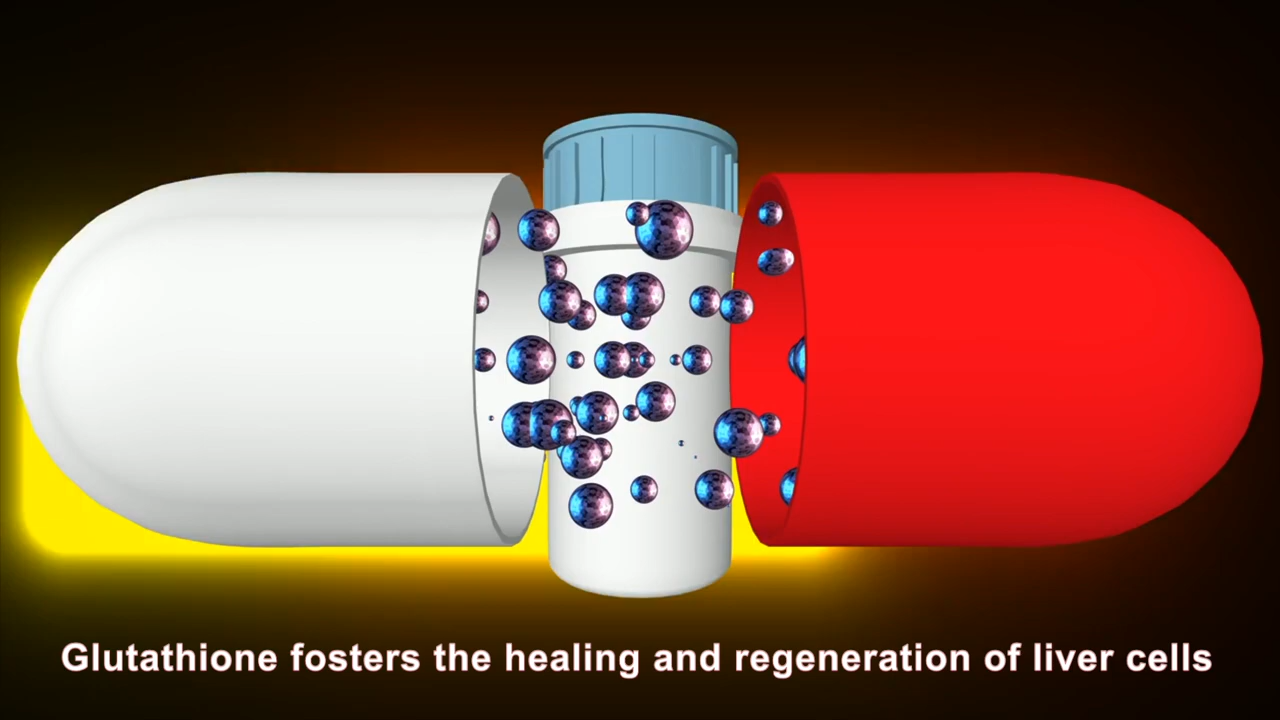 Glutathione fosters the healing and regeneration of liver cells